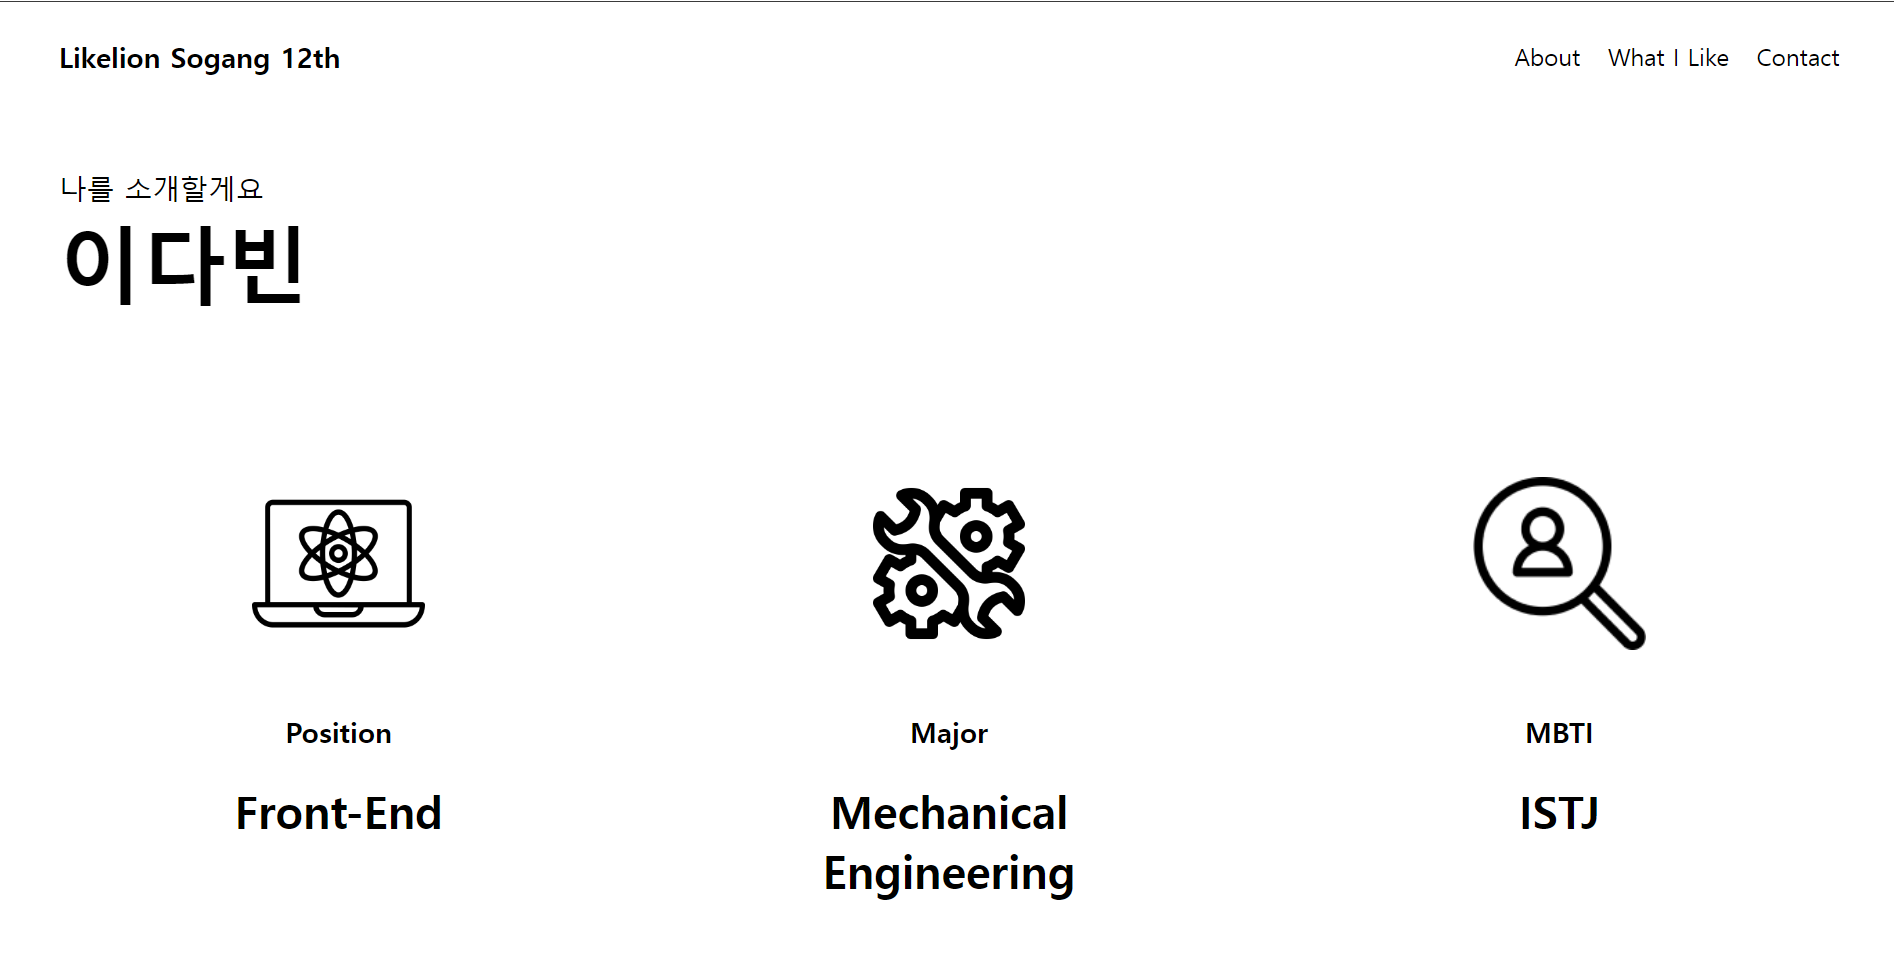 Likelion Sogang 12th
About What I Like Contact
나를 소개할게요
이다빈
Position
Front-End
Major
Mechanical
Engineering
MBTI
ISTJ